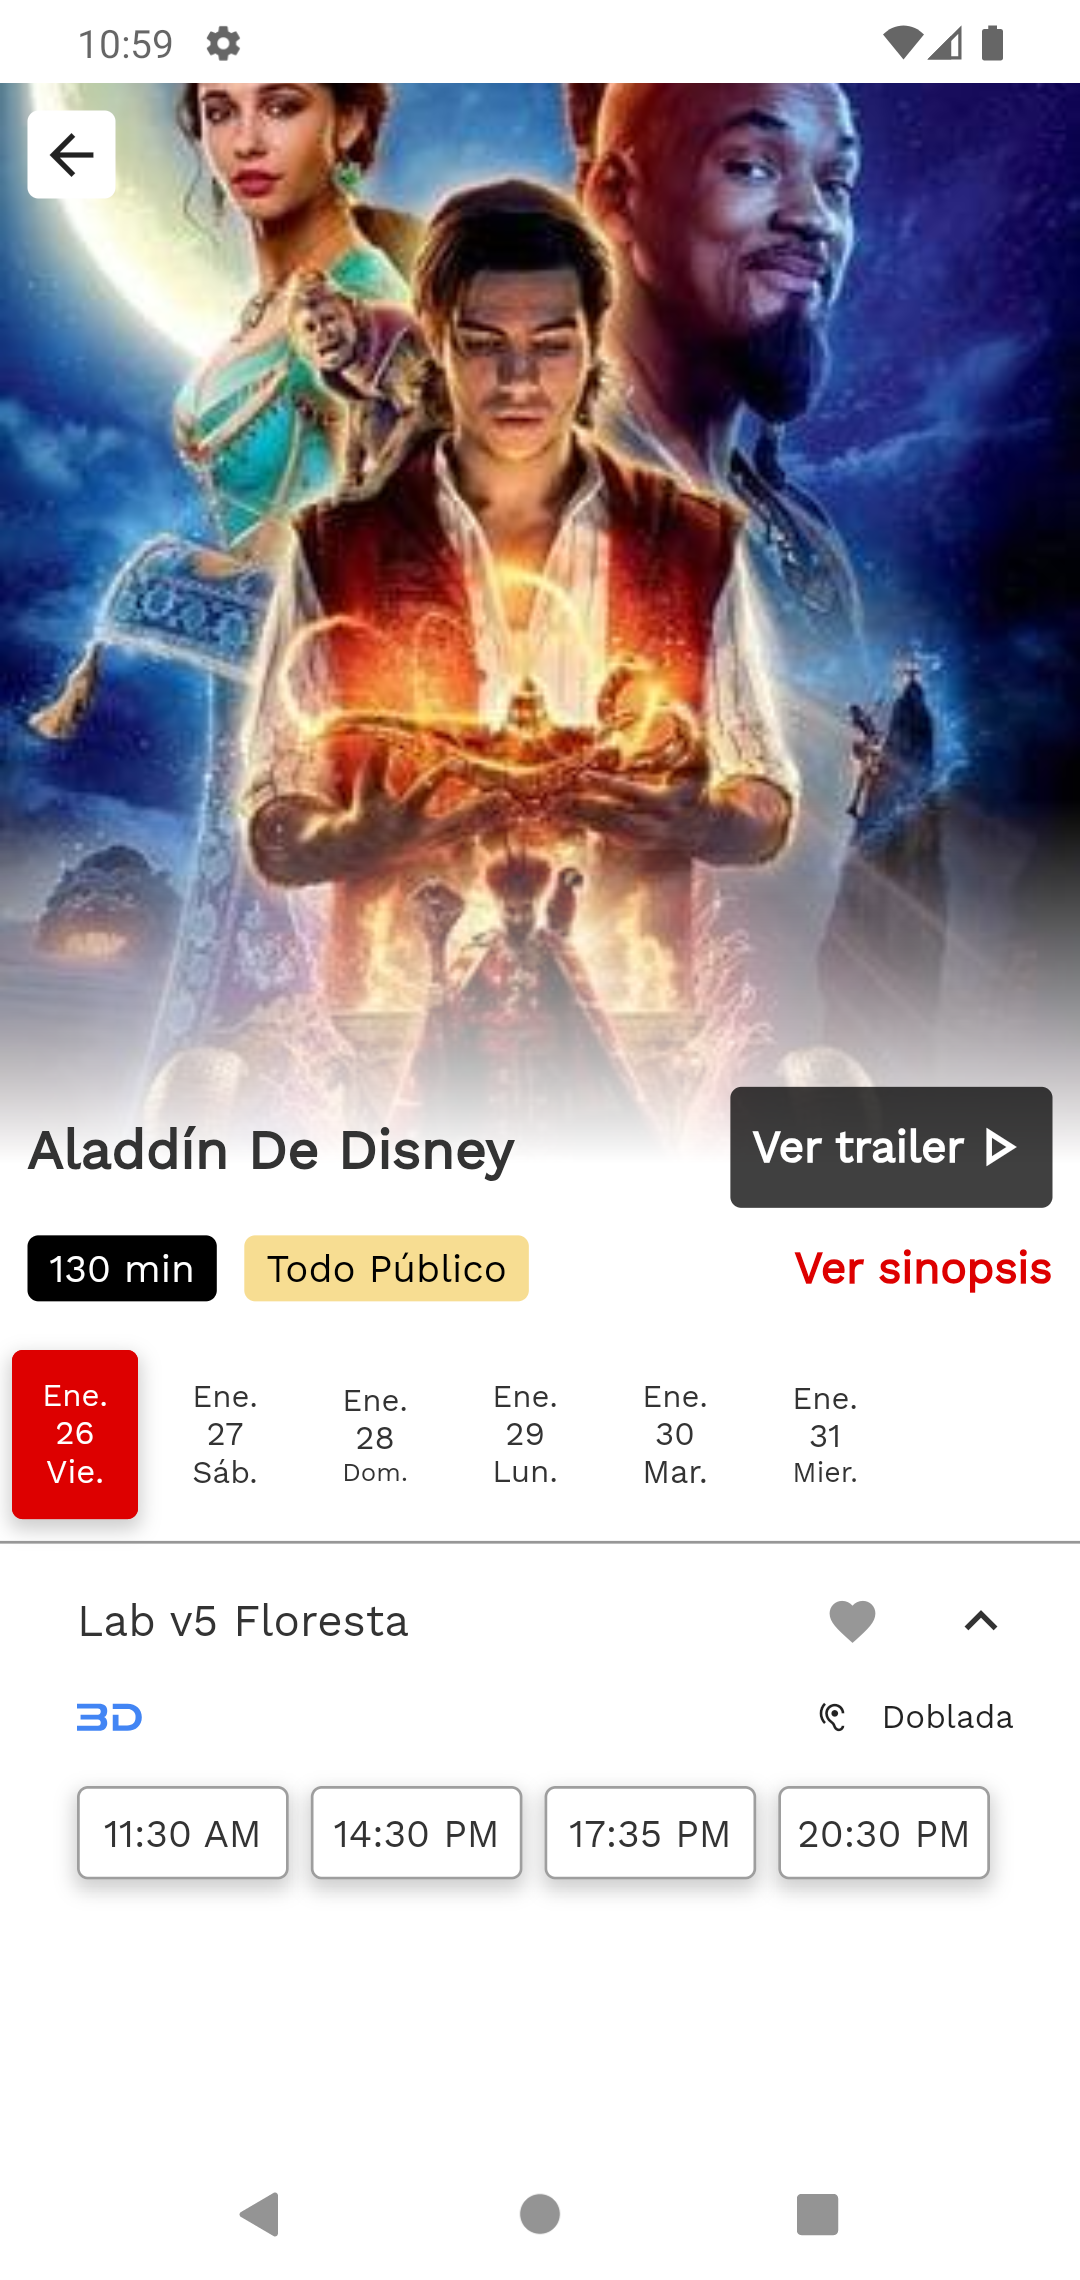 10:59
Aladdín De Disney
Ver trailer
130 min
Todo Público
Ver sinopsis
Ene. 26 Vie.
Ene. 27 Sáb.
Ene. 28 Dom.
Ene. 29 Lun.
Ene. 30 Mar.
Ene. 31 Mier.
Lab v5 Floresta
3D
Doblada
11:30 AM
14:30 PM
17:35 PM
20:30 PM